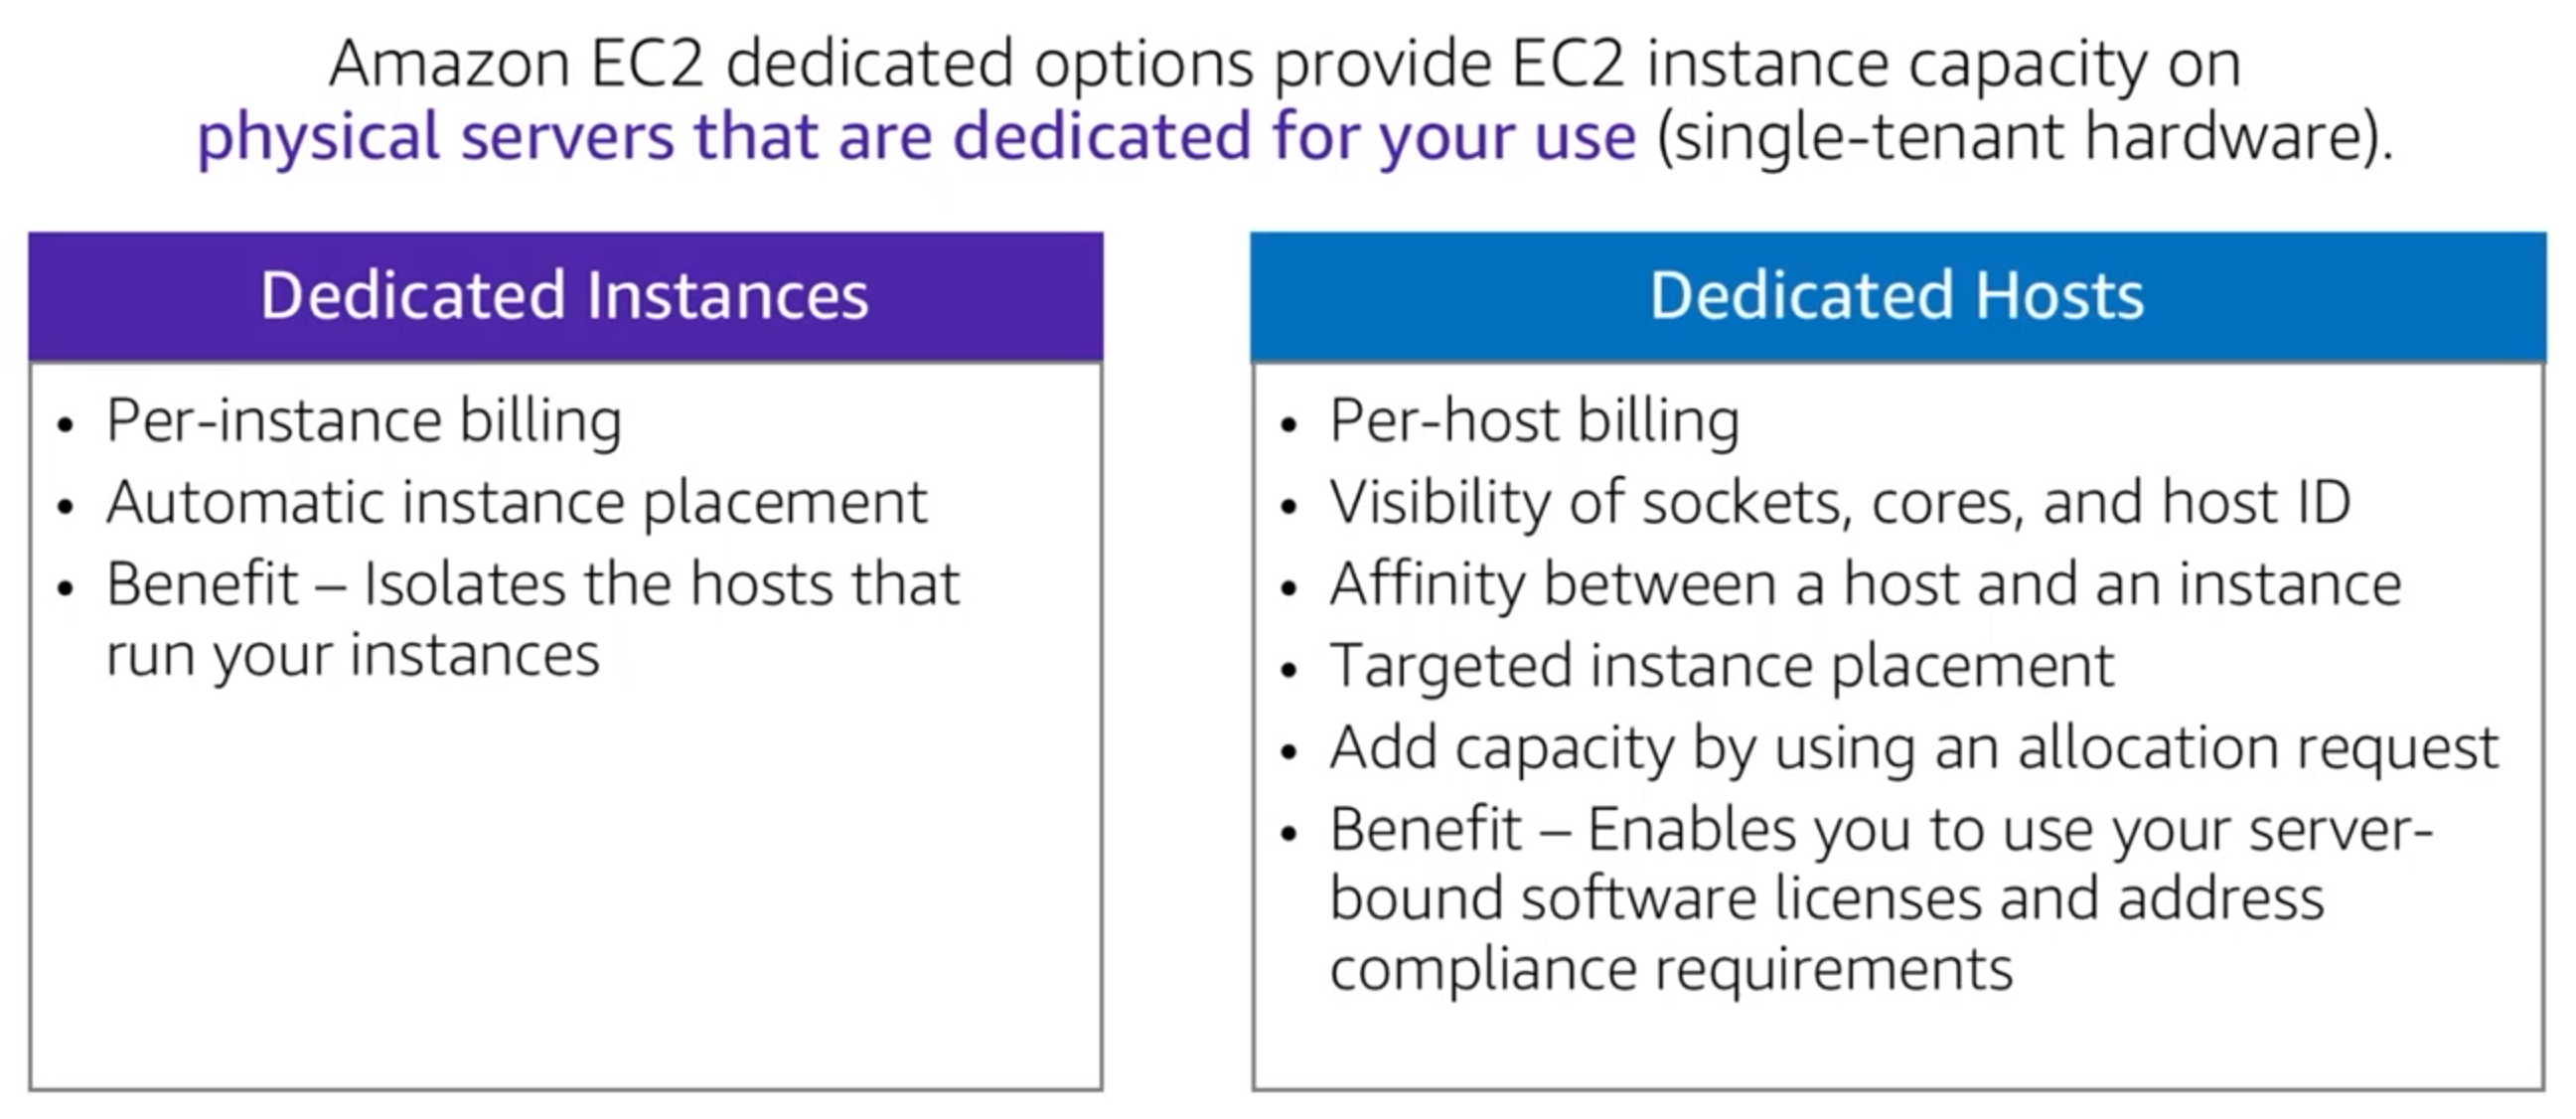 Amazon EC2 dedicated options provide EC2 instance capacity on
physical servers that are dedicated for your use (single-tenant hardware).
Dedicated Instances
• Per-instance billing
• Automatic instance placement
• Benefit – Isolates the hosts that
run your instances
Dedicated Hosts
• Per-host billing
• Visibility of sockets, cores, and host ID
• Affinity between a host and an instance
• Targeted instance placement
• Add capacity by using an allocation request
• Benefit – Enables you to use your server-
bound software licenses and address
compliance requirements